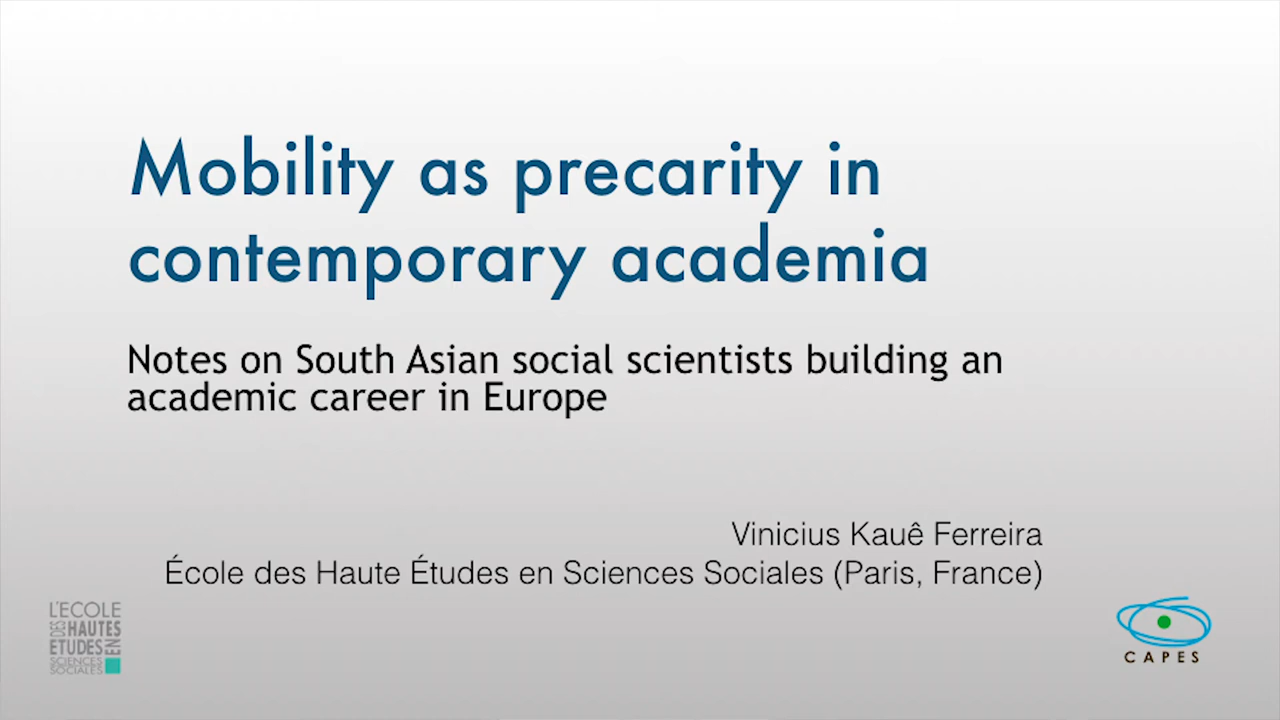 Mobility as precarity in
contemporary academia
Notes on South Asian social scientists building an
academic career in Europe
Vinicius Kauê Ferreira
École des Haute Études en Sciences Sociales (Paris, France)
L'ECOLE
DES HAUTES
ETUDES EN
SCIENCES
SOCIALES
CAPES